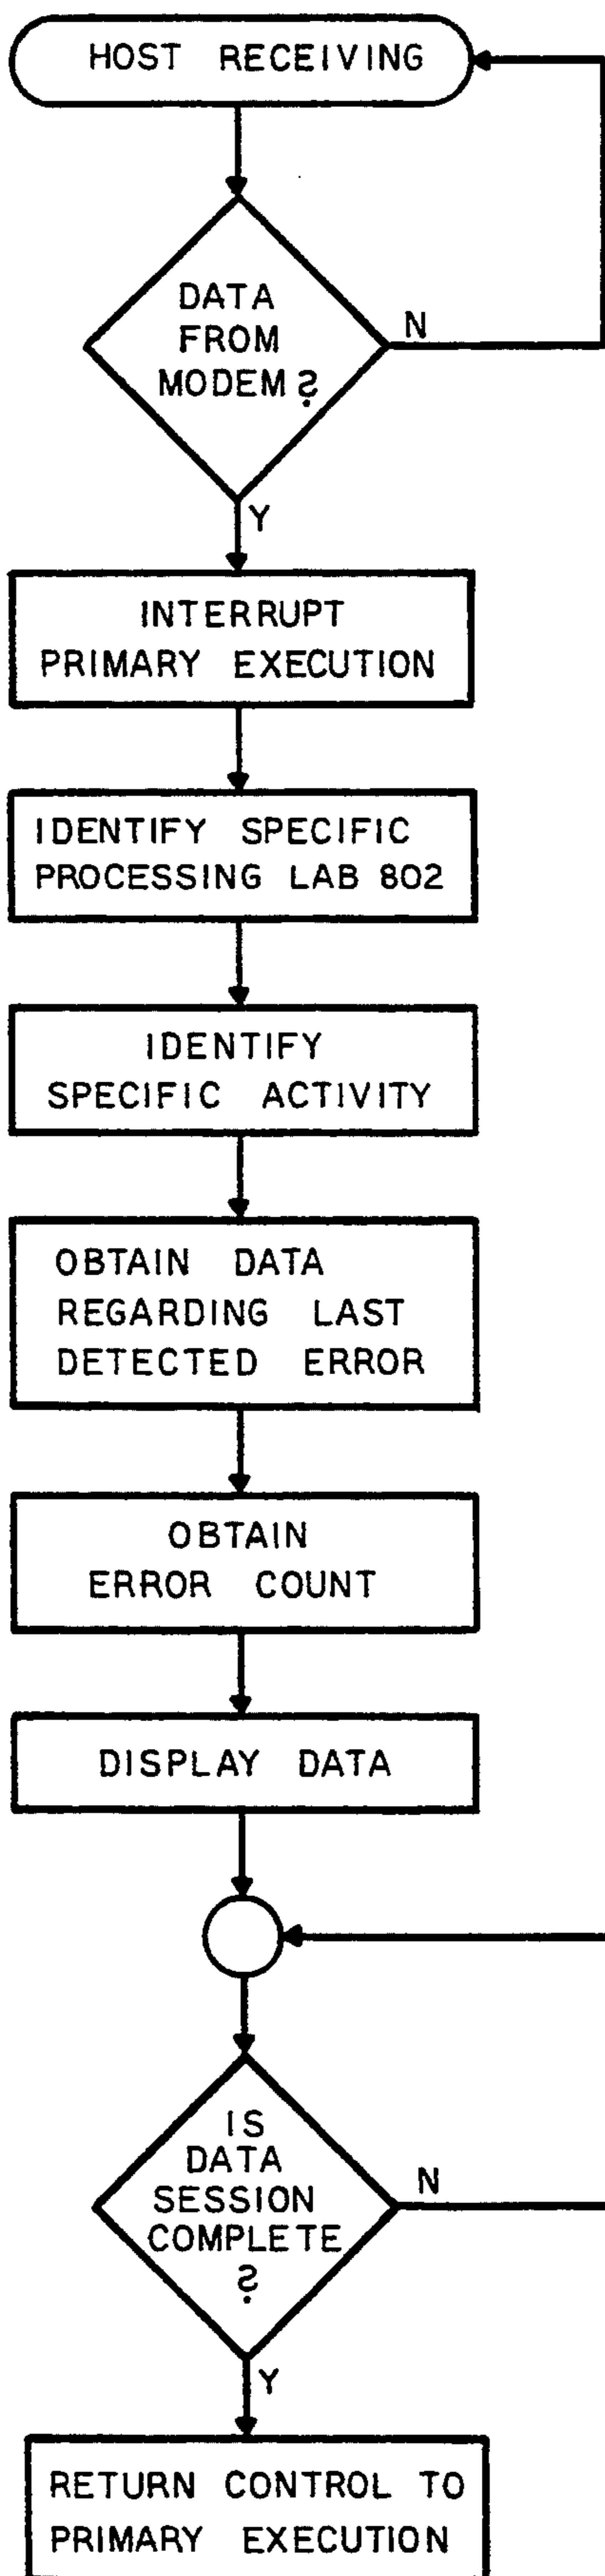 HOST RECEIVING
DATA
FROM
MODEM ?
N
Y
INTERRUPT
PRIMARY EXECUTION
IDENTIFY SPECIFIC
PROCESSING LAB 802
IDENTIFY
SPECIFIC ACTIVITY
OBTAIN DATA
REGARDING LAST
DETECTED ERROR
OBTAIN
ERROR COUNT
DISPLAY DATA
IS
DATA
SESSION
COMPLETE
?
N
Y
RETURN CONTROL TO
PRIMARY EXECUTION